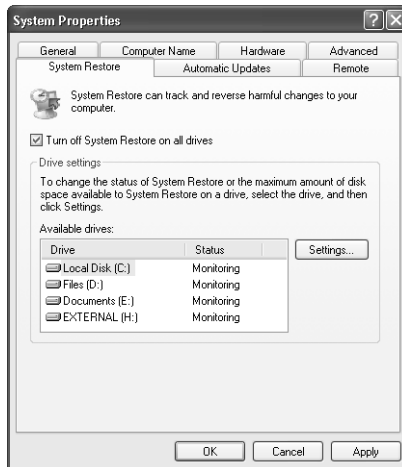 System Properties
General Computer Name Hardware Advanced
System Restore Automatic Updates Remote
System Restore can track and reverse harmful changes to your
computer.
Turn off System Restore on all drives
Drive settings
To change the status of System Restore or the maximum amount of disk
space available to System Restore on a drive, select the drive, and then
click Settings.
Available drives:
Drive Status Settings...
Local Disk (C:) Monitoring
Files (D:) Monitoring
Documents (E:) Monitoring
EXTERNAL (H:) Monitoring
OK Cancel Apply